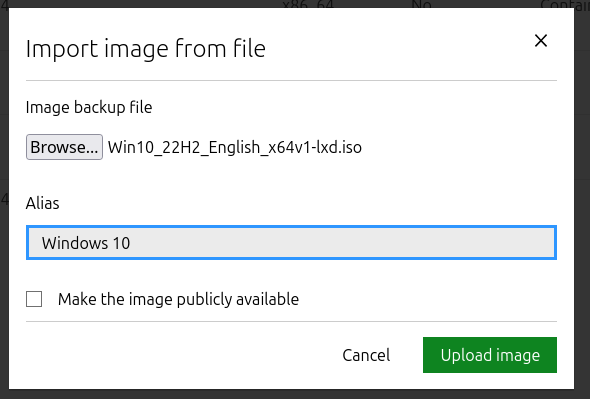 x86_64 No
Import image from file
Image backup file
Browse... Win10_22H2_English_x64v1-lxd.iso
Alias
Windows 10
Make the image publicly available
Cancel Upload image